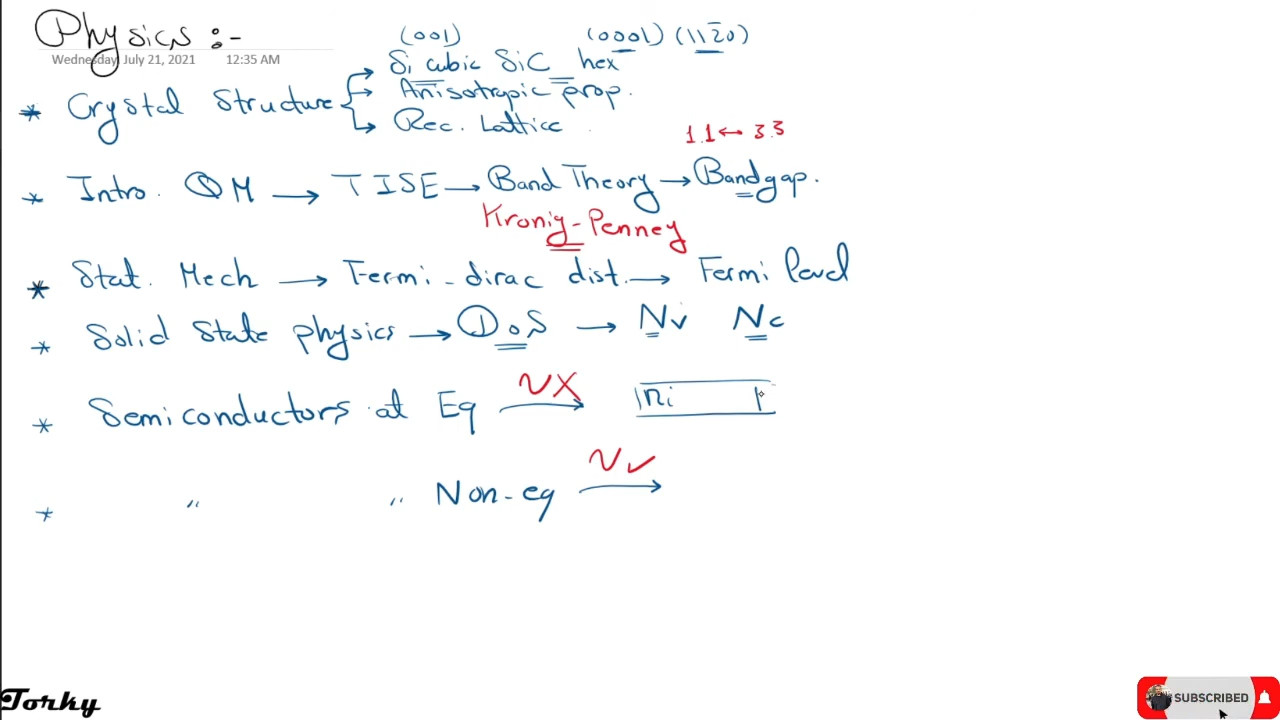 Physics :-
Wednesday, July 21, 2021 12:35 AM
(001) (0001) (112̄0)
Si cubic SiC hex
* Crystal Structure
Anisotropic prop.
Rec. Lattice
1.1 ↔ 3.3
* Intro. QM → TISE → Band Theory → Bandgap.
Kronig-Penney
* Stat. Mech → Fermi-dirac dist. → Fermi level
* Solid State physics → DoS → Nv Nc
V X
* Semiconductors at Eq → ni
V ✓
* " " Non-eq →
Torky
SUBSCRIBED